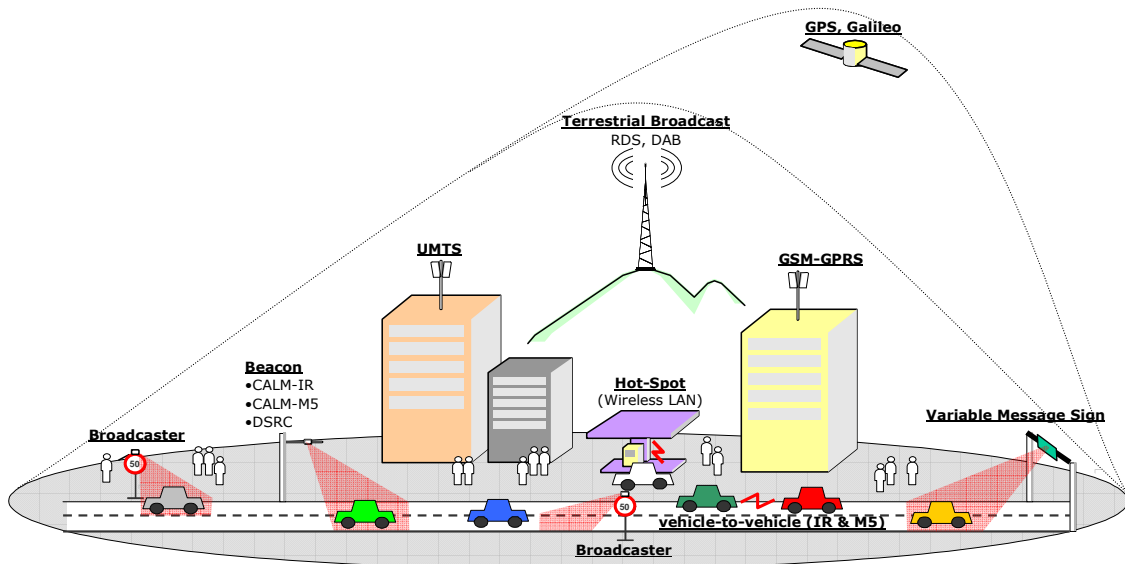 GPS, Galileo
Terrestrial Broadcast
RDS, DAB
UMTS
GSM-GPRS
Beacon
•CALM-IR
•CALM-M5
•DSRC
Hot-Spot
(Wireless LAN)
Variable Message Sign
Broadcaster
50
50
vehicle-to-vehicle (IR & M5)
Broadcaster